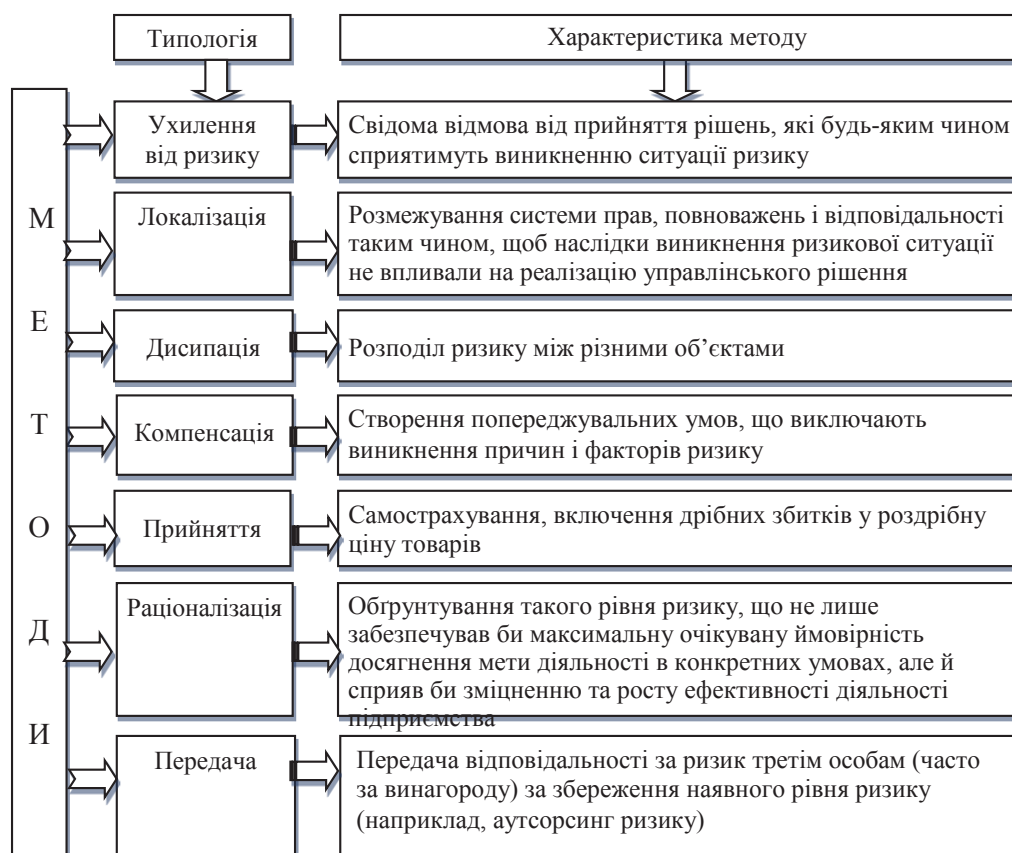 Типологія
Характеристика методу
М
Е
Т
О
Д
И
Ухилення
від ризику
Свідома відмова від прийняття рішень, які будь-яким чином
сприятимуть виникненню ситуації ризику
Локалізація
Розмежування системи прав, повноважень і відповідальності
таким чином, щоб наслідки виникнення ризикової ситуації
не впливали на реалізацію управлінського рішення
Дисипація
Розподіл ризику між різними об’єктами
Компенсація
Створення попереджувальних умов, що виключають
виникнення причин і факторів ризику
Прийняття
Самострахування, включення дрібних збитків у роздрібну
ціну товарів
Раціоналізація
Обґрунтування такого рівня ризику, що не лише
забезпечував би максимальну очікувану ймовірність
досягнення мети діяльності в конкретних умовах, але й
сприяв би зміцненню та росту ефективності діяльності
підприємства
Передача
Передача відповідальності за ризик третім особам (часто
за винагороду) за збереження наявного рівня ризику
(наприклад, аутсорсинг ризику)